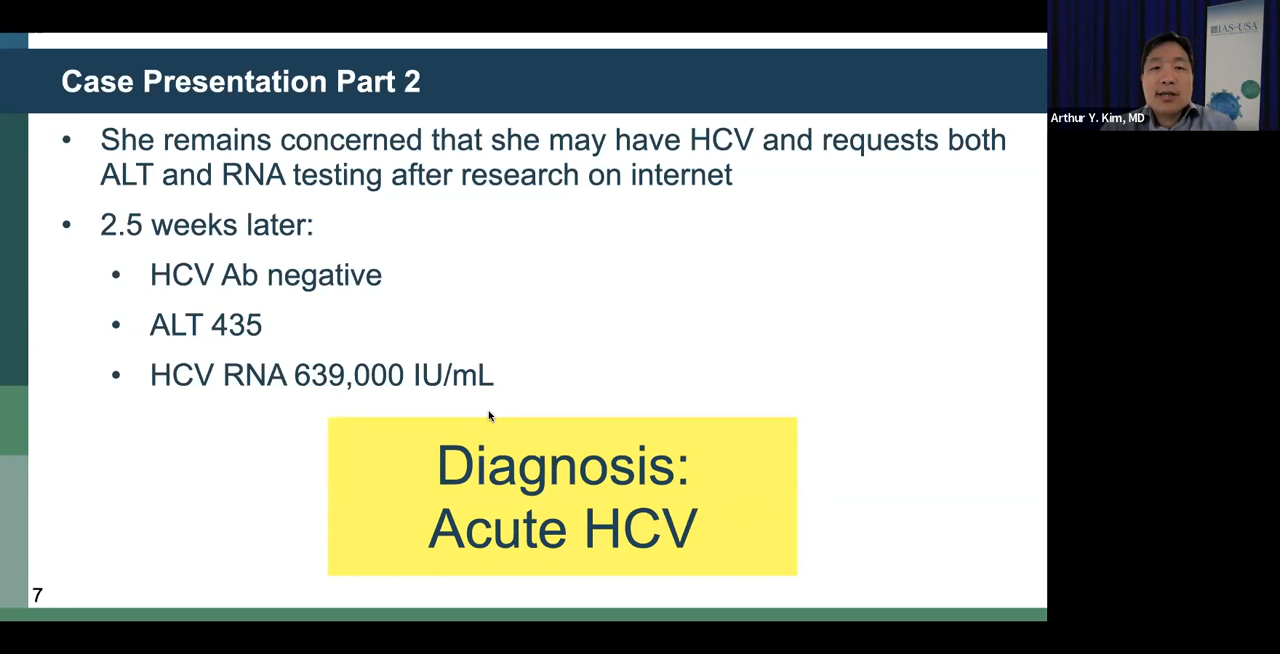 Case Presentation Part 2
• She remains concerned that she may have HCV and requests both
ALT and RNA testing after research on internet
• 2.5 weeks later:
• HCV Ab negative
• ALT 435
• HCV RNA 639,000 IU/mL
Diagnosis:
Acute HCV
7
IAS-USA
Arthur Y. Kim, MD